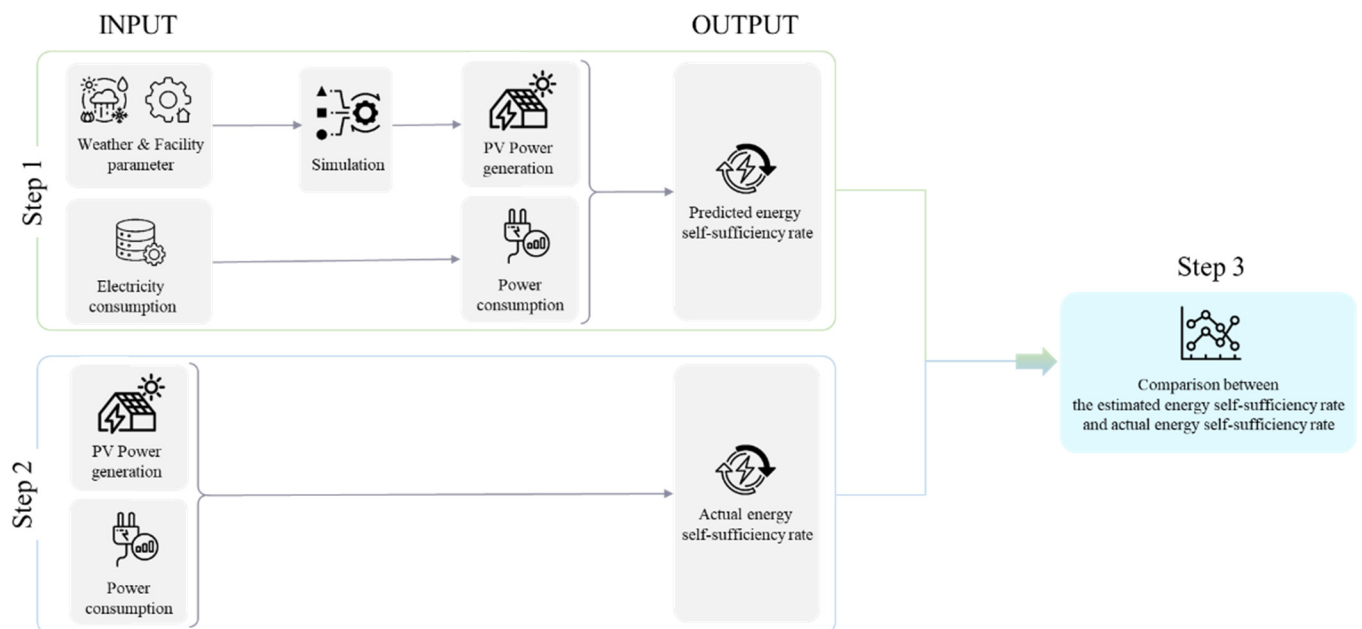 INPUT
OUTPUT
Step 1
Weather & Facility
parameter
Simulation
PV Power
generation
Electricity
consumption
Power
consumption
Predicted energy
self-sufficiency rate
Step 2
PV Power
generation
Power
consumption
Actual energy
self-sufficiency rate
Step 3
Comparison between
the estimated energy self-sufficiency rate
and actual energy self-sufficiency rate